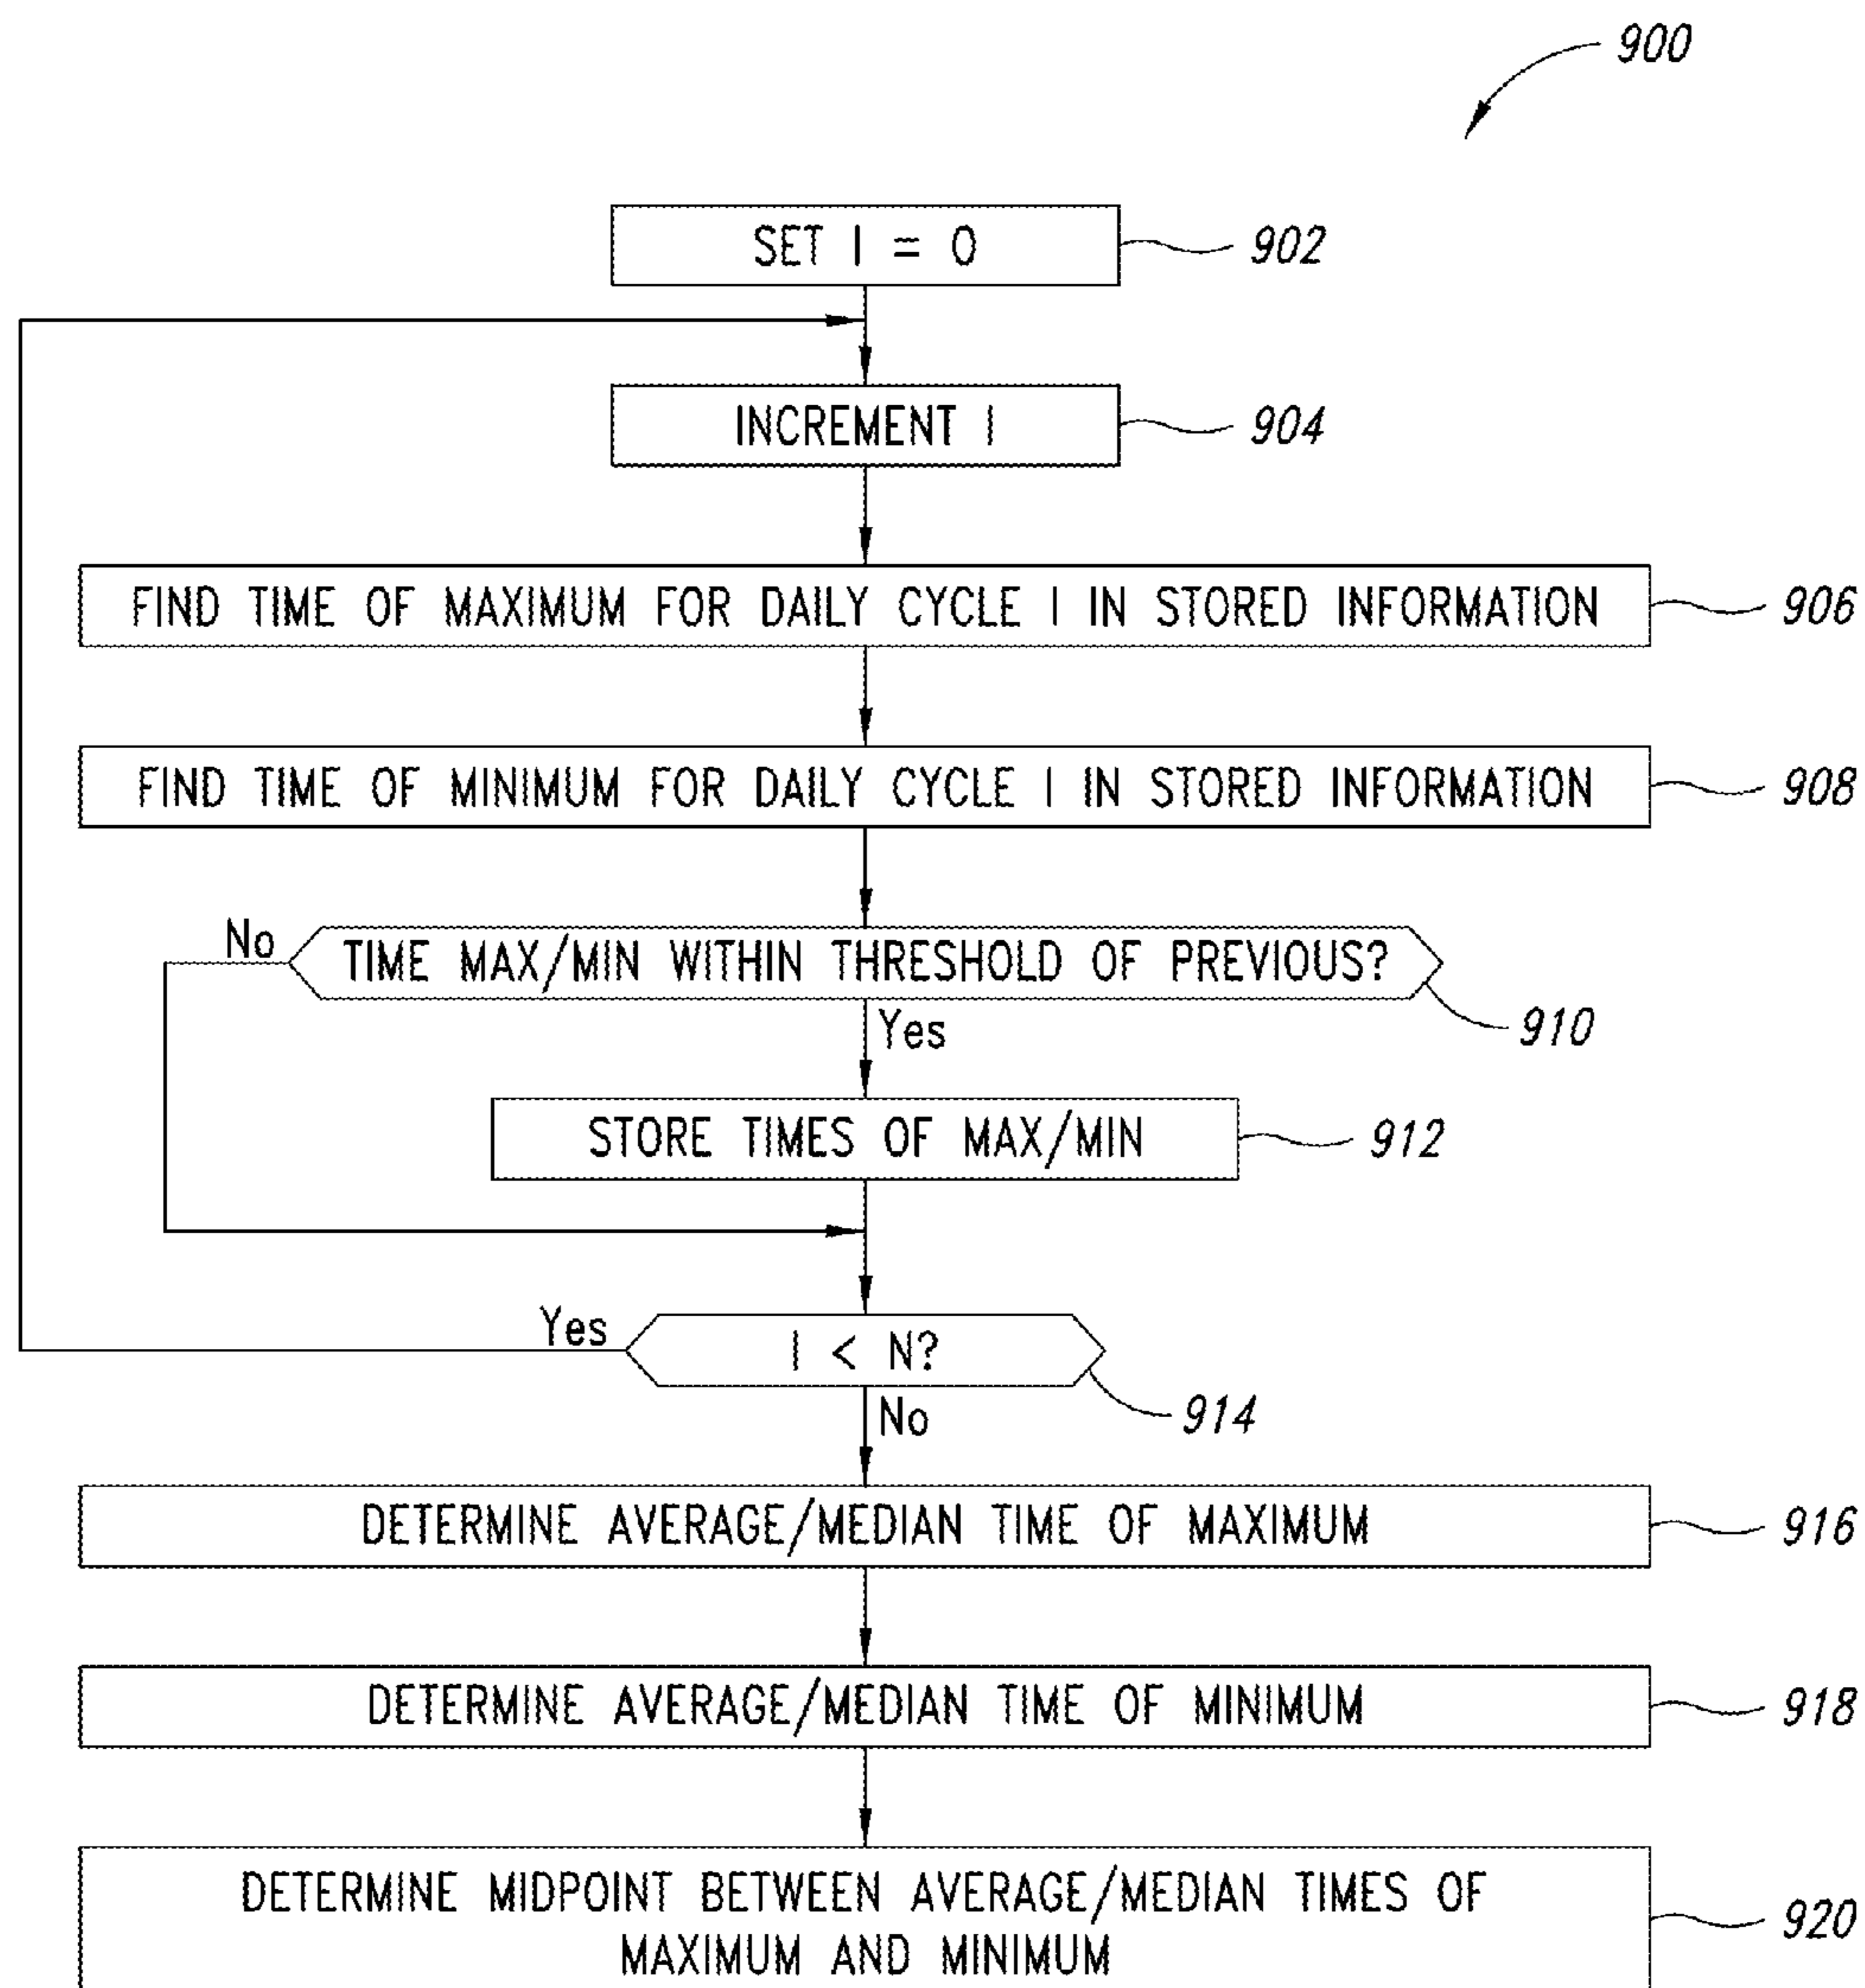 900
SET I = 0
902
INCREMENT I
904
FIND TIME OF MAXIMUM FOR DAILY CYCLE I IN STORED INFORMATION
906
FIND TIME OF MINIMUM FOR DAILY CYCLE I IN STORED INFORMATION
908
No
TIME MAX/MIN WITHIN THRESHOLD OF PREVIOUS?
910
Yes
STORE TIMES OF MAX/MIN
912
Yes
I < N?
914
No
DETERMINE AVERAGE/MEDIAN TIME OF MAXIMUM
916
DETERMINE AVERAGE/MEDIAN TIME OF MINIMUM
918
DETERMINE MIDPOINT BETWEEN AVERAGE/MEDIAN TIMES OF
MAXIMUM AND MINIMUM
920